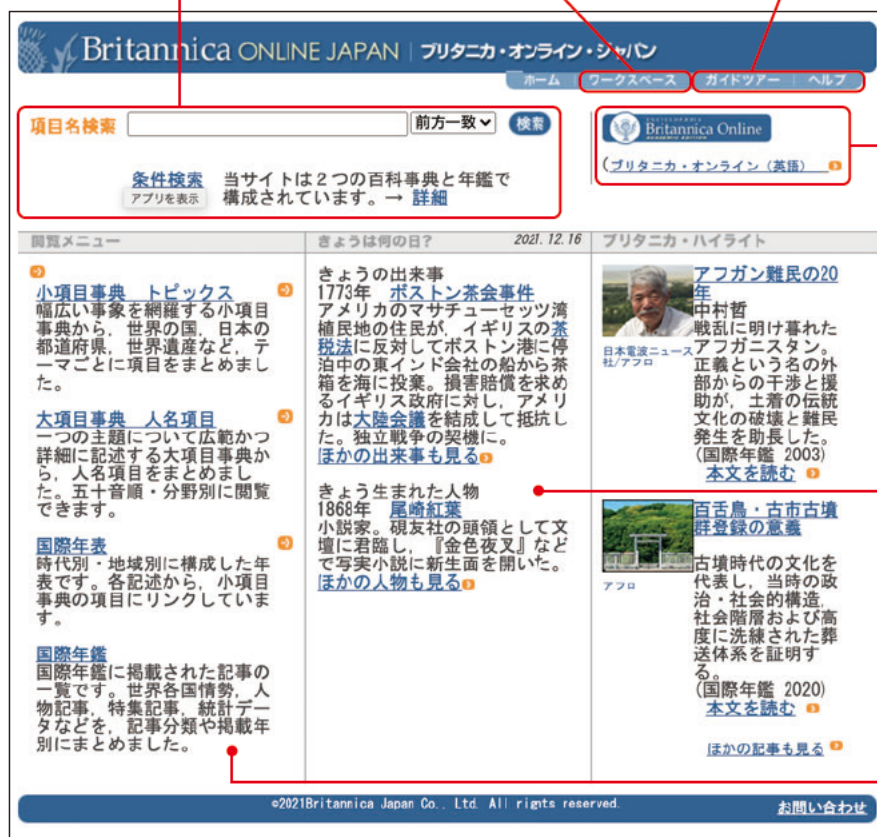 Britannica ONLINE JAPAN | ブリタニカ・オンライン・ジャパン
ホーム | ワークスペース | ガイドツアー | ヘルプ
項目名検索 前方一致 検索
条件検索 当サイトは２つの百科事典と年鑑で
アプリを表示 構成されています。→ 詳細
Britannica Online
(ブリタニカ・オンライン（英語）
閲覧メニュー
小項目事典 トピックス
幅広い事象を網羅する小項目
事典から，世界の国，日本の
都道府県，世界遺産など，テ
ーマごとに項目をまとめまし
た。
大項目事典 人名項目
一つの主題について広範かつ
詳細に記述する大項目事典か
ら，人名項目をまとめまし
た。五十音順・分野別に閲覧
できます。
国際年表
時代別・地域別に構成した年
表です。各記述から，小項目
事典の項目にリンクしていま
す。
国際年鑑
国際年鑑に掲載された記事の
一覧です。世界各国情勢，人
物記事，特集記事，統計デー
タなどを，記事分類や掲載年
別にまとめました。
きょうは何の日? 2021. 12. 16
きょうの出来事
1773年 ボストン茶会事件
アメリカのマサチューセッツ湾
植民地の住民が，イギリスの茶
税法に反対してボストン港に停
泊中の東インド会社の船から茶
箱を海に投棄。損害賠償を求め
るイギリス政府に対し，アメリ
カは大陸会議を結成して抵抗し
た。独立戦争の契機に。
ほかの出来事も見る
きょう生まれた人物
1868年 尾崎紅葉
小説家。硯友社の頭領として文
壇に君臨し，『金色夜叉』など
で写実小説に新生面を開いた。
ほかの人物も見る
ブリタニカ・ハイライト
アフガン難民の20
年
中村哲
戦乱に明け暮れた
アフガニスタン。
正義という名の外
部からの干渉と援
助が，土着の伝統
文化の破壊と難民
発生を助長した。
(国際年鑑 2003)
本文を読む
日本電波ニュース
社/アフロ
百舌鳥・古市古墳
群登録の意義
古墳時代の文化を
代表し，当時の政
治・社会的構造，
社会階層および高
度に洗練された葬
送体系を証明す
る。
(国際年鑑 2020)
本文を読む
アフロ
ほかの記事も見る
©2021Britannica Japan Co., Ltd. All rights reserved.
お問い合わせ